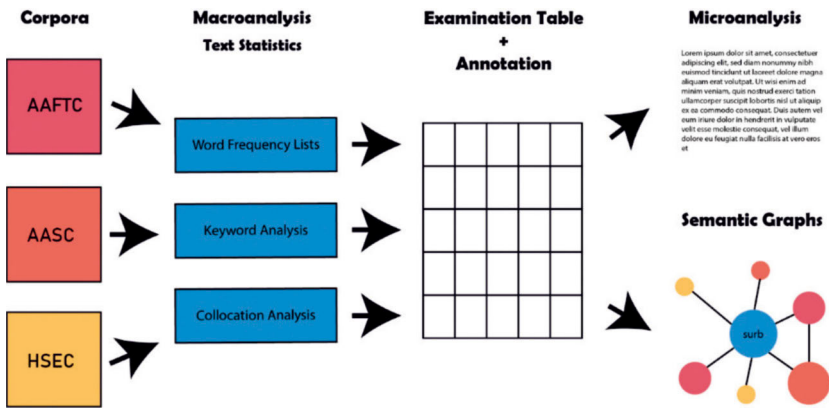 Corpora
AAFTC
AASC
HSEC
Macroanalysis
Text Statistics
Word Frequency Lists
Keyword Analysis
Collocation Analysis
Examination Table
+
Annotation
Microanalysis
Lorem ipsum dolor sit amet, consectetuer
adipiscing elit, sed diam nonummy nibh
euismod tincidunt ut laoreet dolore magna
aliquam erat volutpat. Ut wisi enim ad
minim veniam, quis nostrud exerci tation
ullamcorper suscipit lobortis nisl ut aliquip
ex ea commodo consequat. Duis autem vel
eum iriure dolor in hendrerit in vulputate
velit esse molestie consequat, vel illum
dolore eu feugiat nulla facilisis at vero eros
et
Semantic Graphs
surb